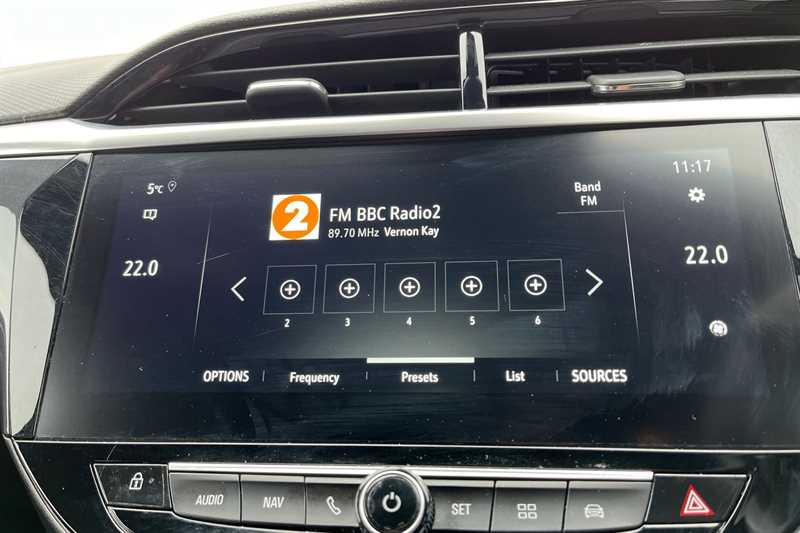 5°C
11:17
2
FM BBC Radio2
Band
FM
89.70 MHz Vernon Kay
22.0
22.0
2 3 4 5 6
OPTIONS Frequency Presets List SOURCES
AUDIO NAV SET